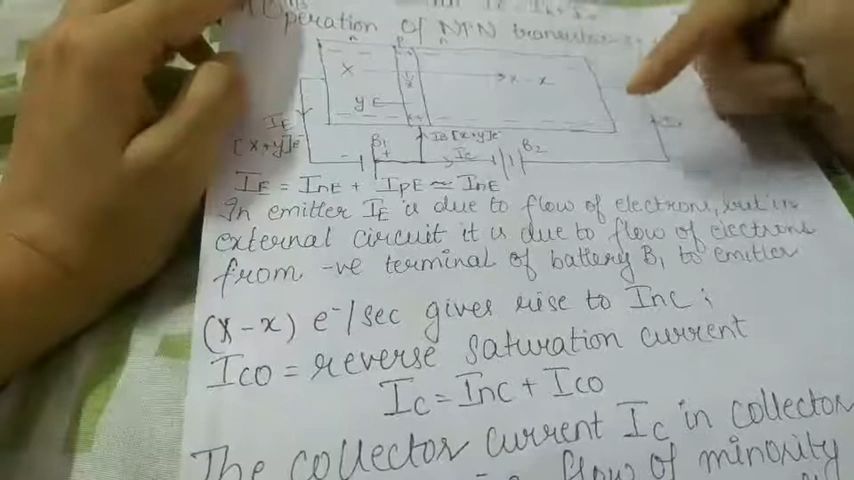 Operation of NPN
n P n
X
X - x
YE
IE
[X+Y]e
B1
IB [x+y]e
Ic
B2
IE = InE + IPE ≈ InE
In emitter IE is due to flow of electrons, but in
external circuit it is due to flow of electrons
from -ve terminal of battery B1 to emitter
(X-x) e-/sec gives rise to Inc;
ICO = reverse saturation current
Ic = Inc + Ico
The collector current Ic in collector
flow of minority